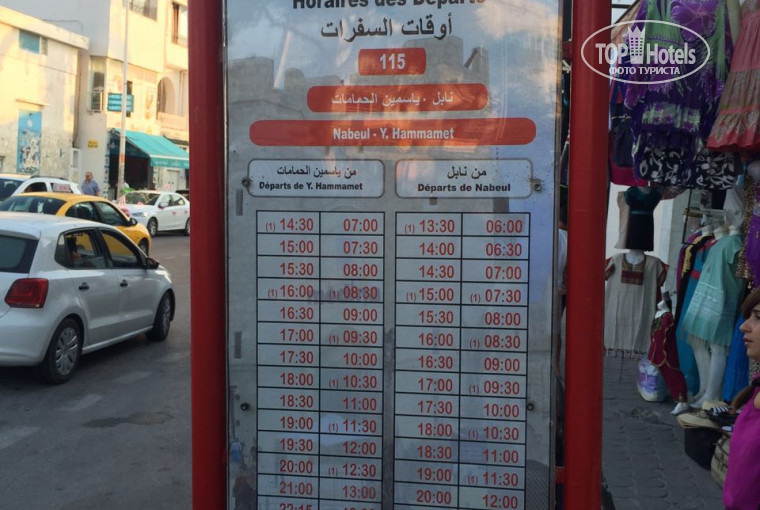 Horaires des Départs
أوقات السفرات
115
نابل - ياسمين الحمامات
Nabeul - Y. Hammamet
من ياسمين الحمامات
Départs de Y. Hammamet
من نابل
Départs de Nabeul
(1) 14:30 07:00 (1) 13:30 06:00
15:00 07:30 14:00 06:30
15:30 08:00 14:30 07:00
(1) 16:00 08:30 (1) 15:00 (1) 07:30
16:30 09:00 15:30 08:00
17:00 (1) 09:30 16:00 (1) 08:30
17:30 10:00 16:30 09:00
18:00 (1) 10:30 17:00 (1) 09:30
18:30 11:00 17:30 10:00
19:00 (1) 11:30 18:00 (1) 10:30
19:30 12:00 18:30 11:00
20:00 (1) 12:30 19:00 (1) 11:30
21:00 13:00 20:00 12:00
TopHotels
ФОТО ТУРИСТА